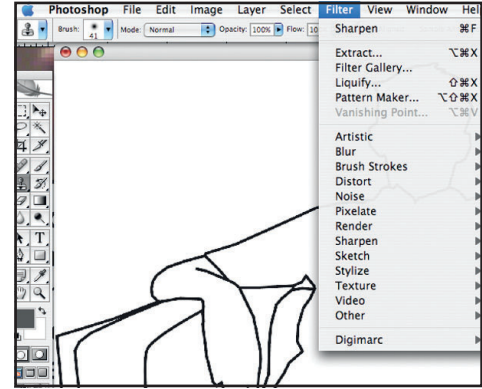 Photoshop File Edit Image Layer Select Filter View Window Hel
Brush: 41 Mode: Normal Opacity: 100% Flow: 10
Sharpen ⌘F
Extract... ⌥⌘X
Filter Gallery...
Liquify... ⇧⌘X
Pattern Maker... ⌥⇧⌘X
Vanishing Point... ⌥⌘V
Artistic
Blur
Brush Strokes
Distort
Noise
Pixelate
Render
Sharpen
Sketch
Stylize
Texture
Video
Other
Digimarc
T